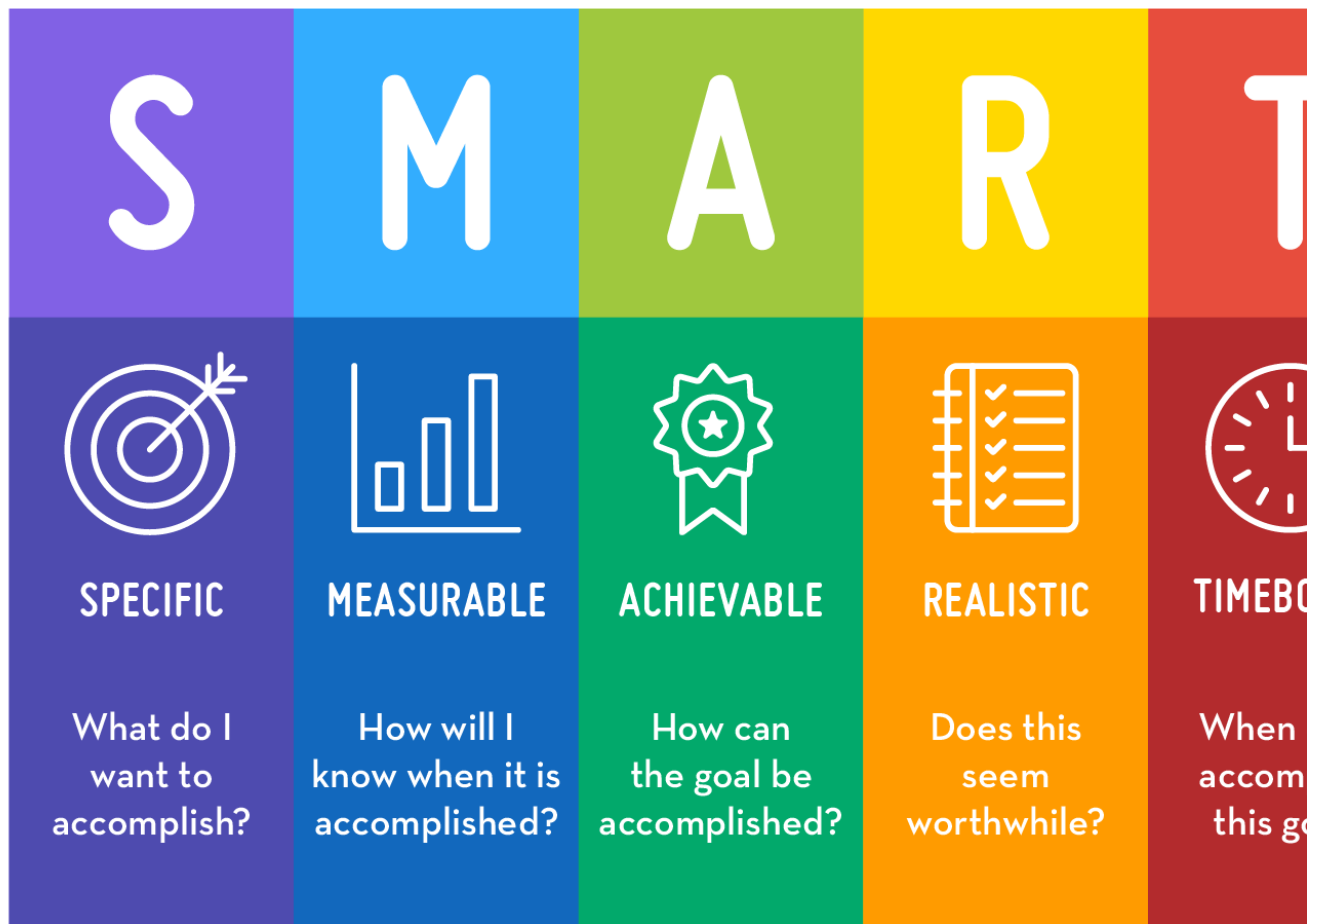 S M A R T
SPECIFIC
What do I
want to
accomplish?
MEASURABLE
How will I
know when it is
accomplished?
ACHIEVABLE
How can
the goal be
accomplished?
REALISTIC
Does this
seem
worthwhile?
When
this